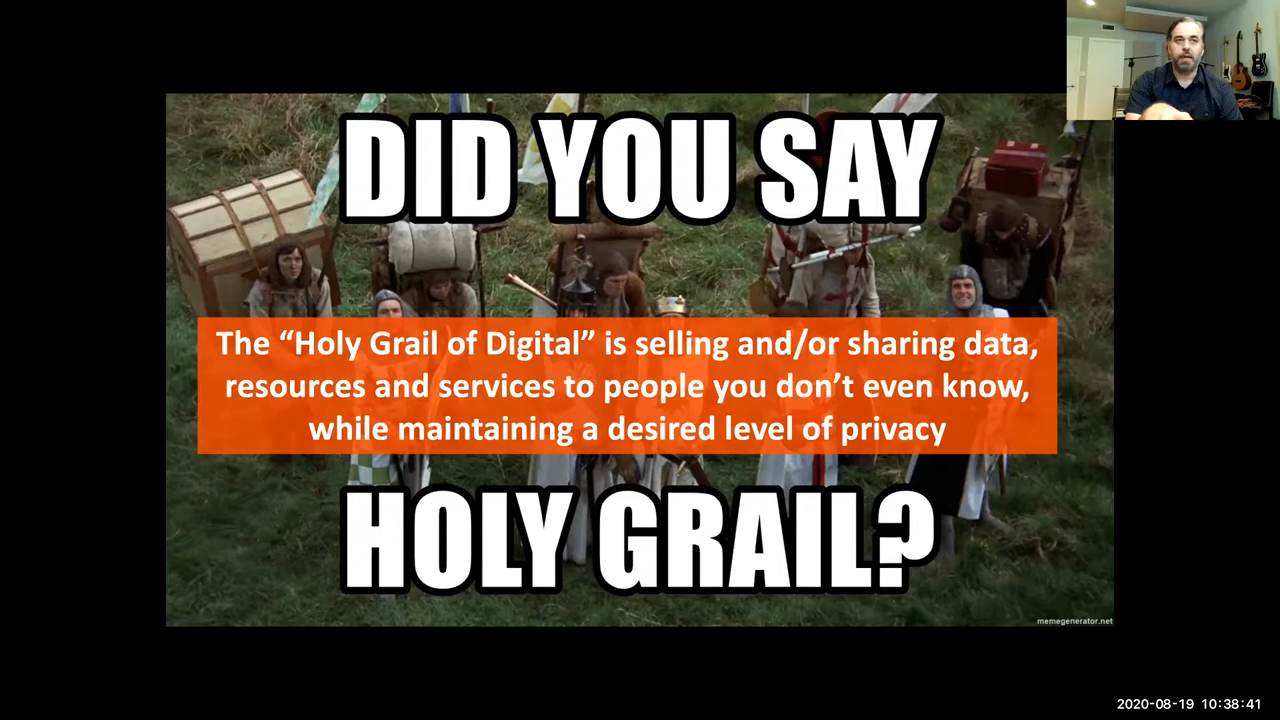 DID YOU SAY
The “Holy Grail of Digital” is selling and/or sharing data,
resources and services to people you don’t even know,
while maintaining a desired level of privacy
HOLY GRAIL?
memegenerator.net
2020-08-19 10:38:41